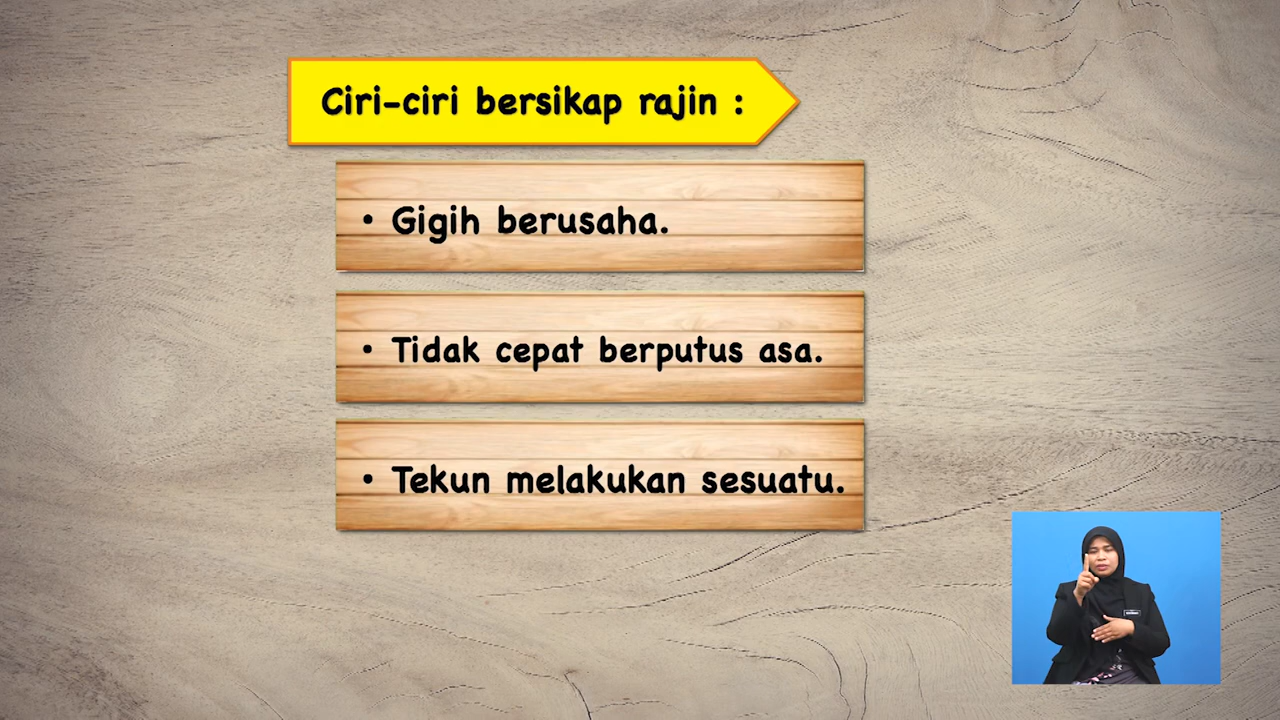 Ciri-ciri bersikap rajin :
• Gigih berusaha.
• Tidak cepat berputus asa.
• Tekun melakukan sesuatu.